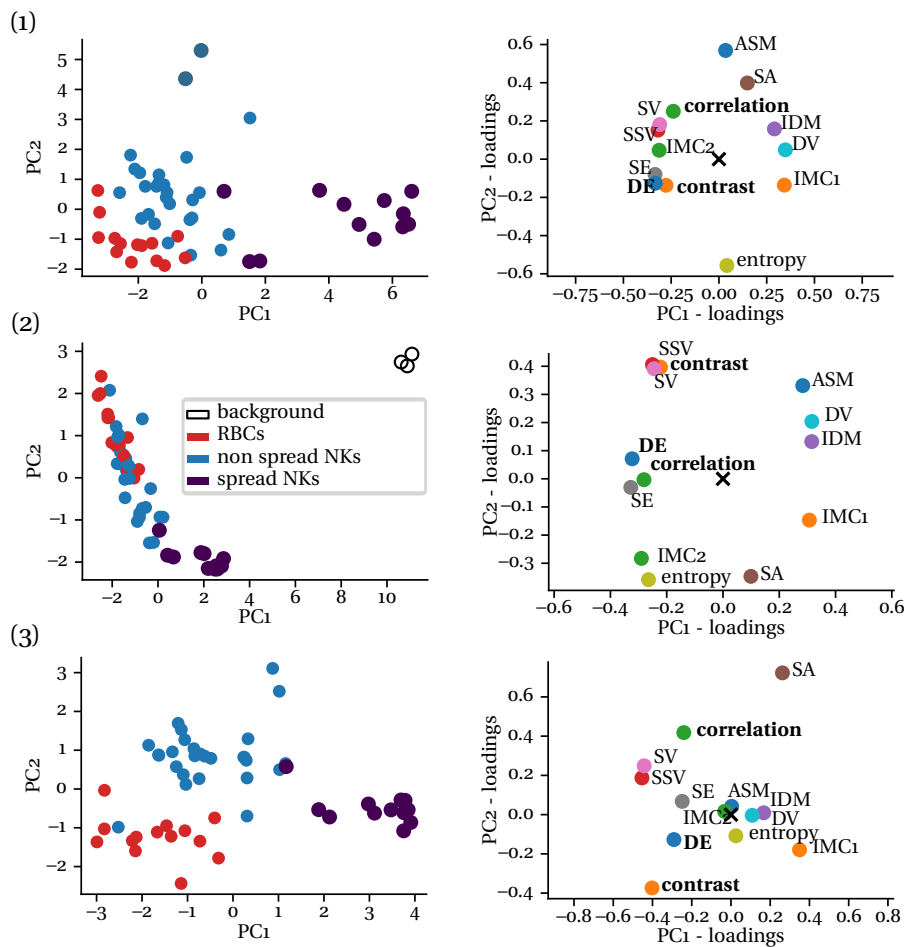 (1)
5
4
3
2
1
0
−1
−2
PC2
−2
0
2
4
6
PC1
0.6
0.4
0.2
0.0
−0.2
−0.4
−0.6
PC2 - loadings
ASM
SA
SV
correlation
IDM
SSV
IMC2
DV
SE
DE
contrast
IMC1
entropy
−0.75
−0.50
−0.25
0.00
0.25
0.50
0.75
PC1 - loadings
(2)
3
2
1
0
−1
−2
PC2
background
RBCs
non spread NKs
spread NKs
−2
0
2
4
6
8
10
PC1
0.4
0.3
0.2
0.1
0.0
−0.1
−0.2
−0.3
PC2 - loadings
SSV
contrast
SV
ASM
DV
DE
IDM
correlation
SE
IMC1
IMC2
entropy
SA
−0.6
−0.4
−0.2
0.0
0.2
0.4
0.6
PC1 - loadings
(3)
3
2
1
0
−1
−2
PC2
−3
−2
−1
0
1
2
3
4
PC1
0.6
0.4
0.2
0.0
−0.2
−0.4
PC2 - loadings
SA
correlation
SV
SSV
SE
ASM
IDM
IMC2
DV
entropy
DE
IMC1
contrast
−0.8
−0.6
−0.4
−0.2
0.0
0.2
0.4
0.6
0.8
PC1 - loadings